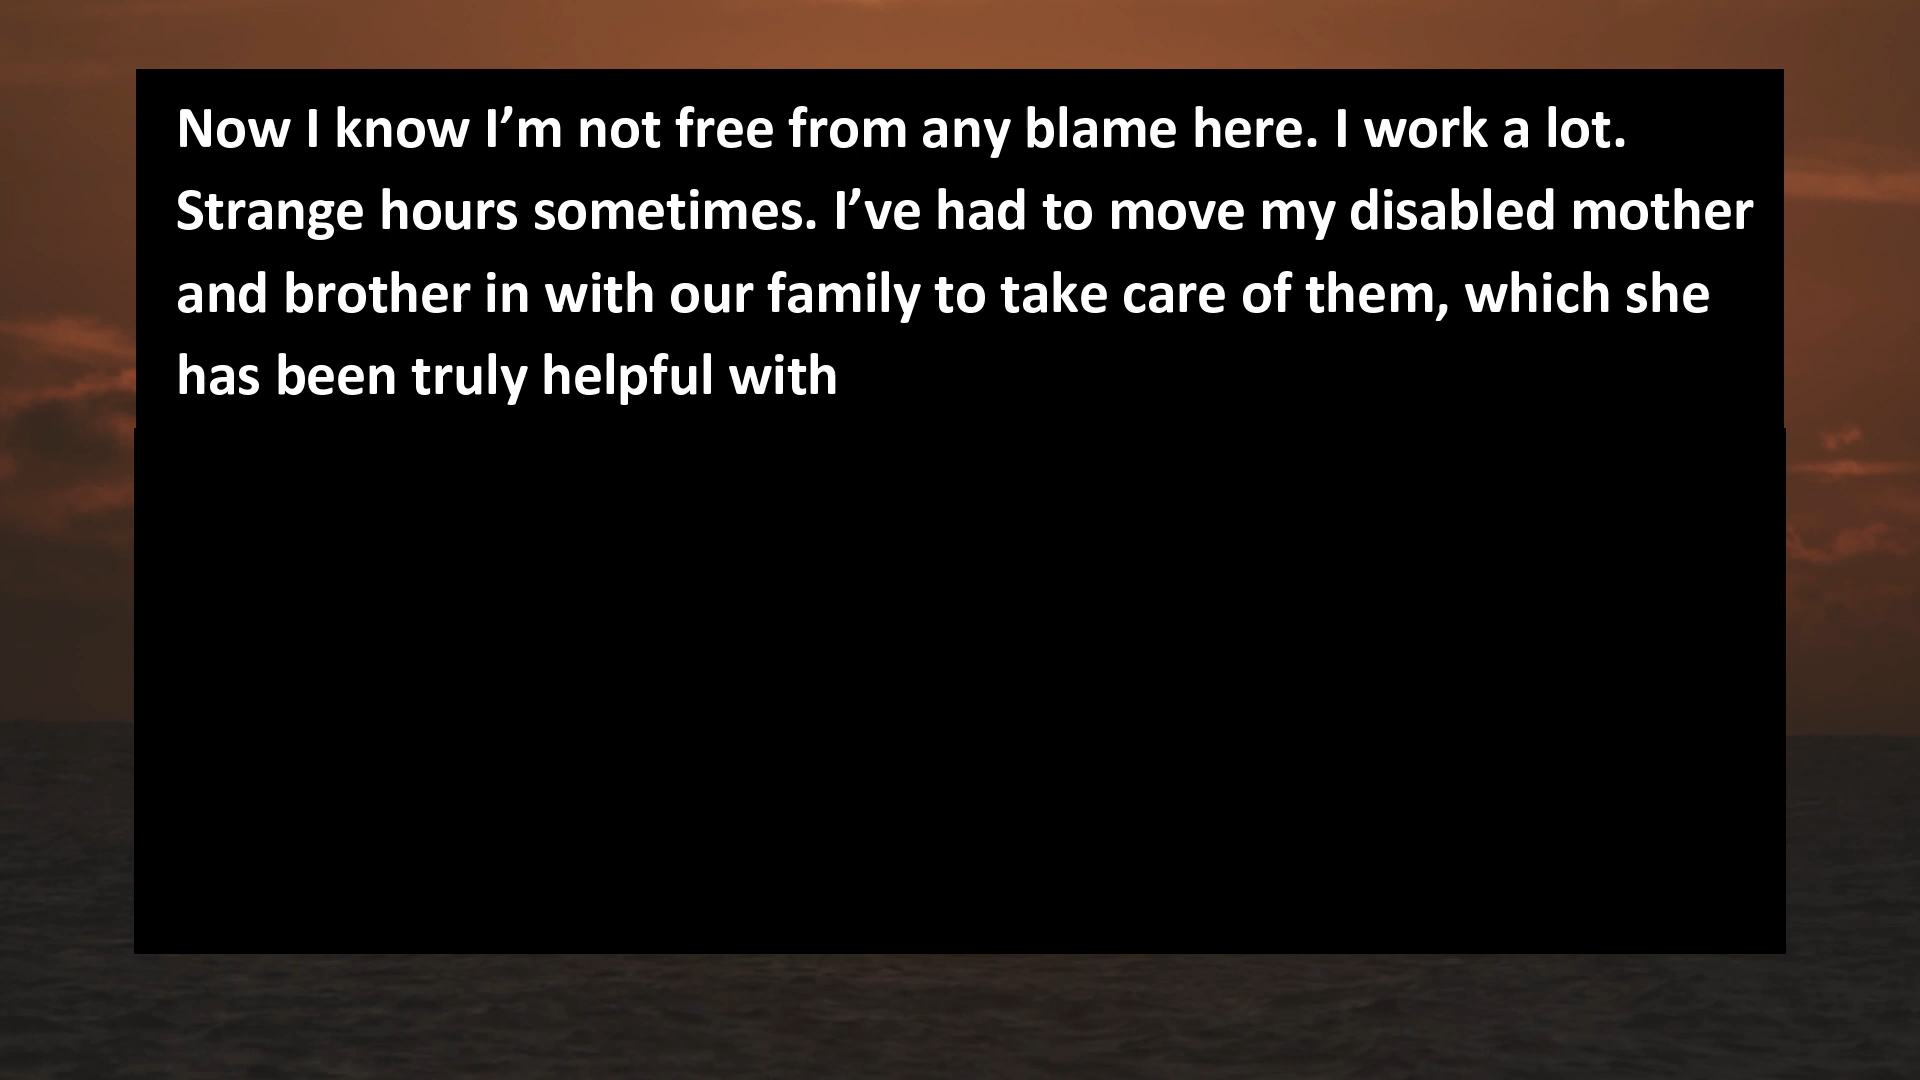 Now I know I’m not free from any blame here. I work a lot.
Strange hours sometimes. I’ve had to move my disabled mother
and brother in with our family to take care of them, which she
has been truly helpful with